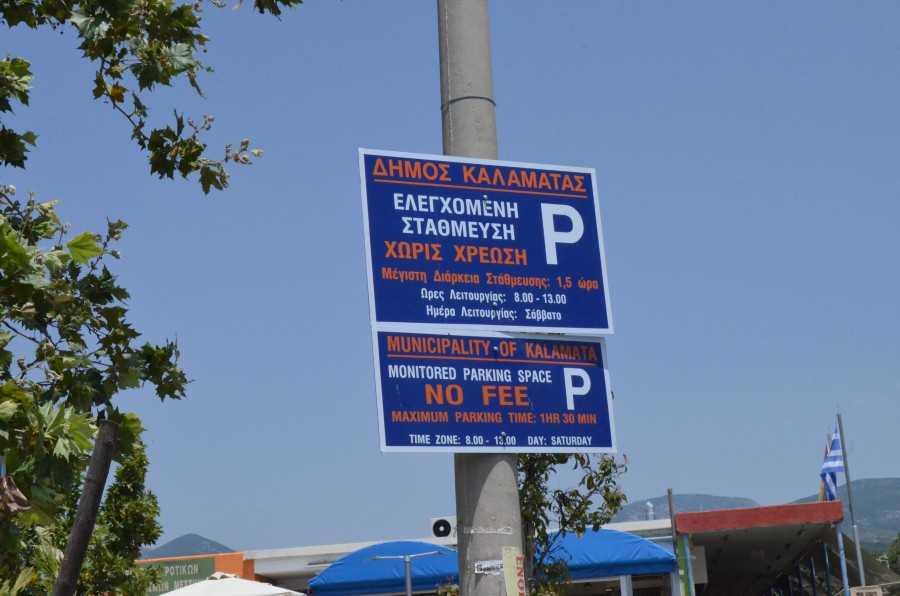 ΔΗΜΟΣ ΚΑΛΑΜΑΤΑΣ
ΕΛΕΓΧΟΜΕΝΗ
ΣΤΑΘΜΕΥΣΗ
P
ΧΩΡΙΣ ΧΡΕΩΣΗ
Μέγιστη Διάρκεια Στάθμευσης: 1,5 ώρα
Ωρες Λειτουργίας: 8.00 - 13.00
Ημέρα Λειτουργίας: Σάββατο
MUNICIPALITY OF KALAMATA
MONITORED PARKING SPACE
P
NO FEE
MAXIMUM PARKING TIME: 1HR 30 MIN
TIME ZONE: 8.00 - 13.00 DAY: SATURDAY